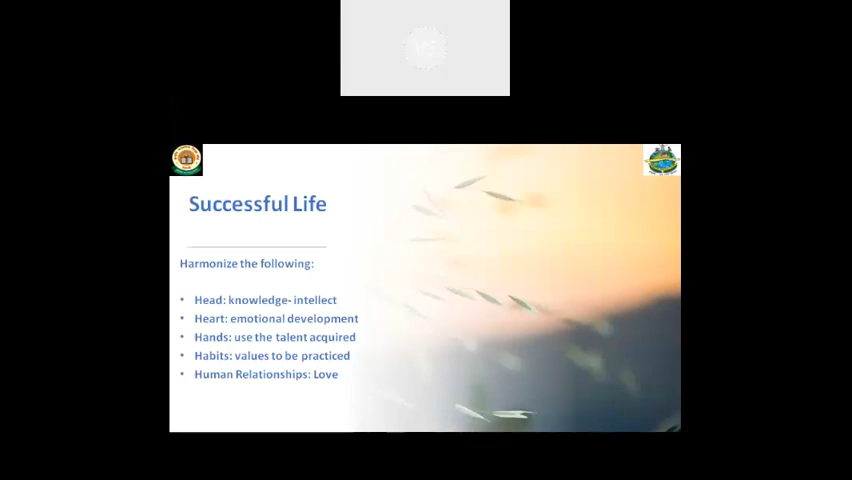 Successful Life
Harmonize the following:
• Head: knowledge- intellect
• Heart: emotional development
• Hands: use the talent acquired
• Habits: values to be practiced
• Human Relationships: Love